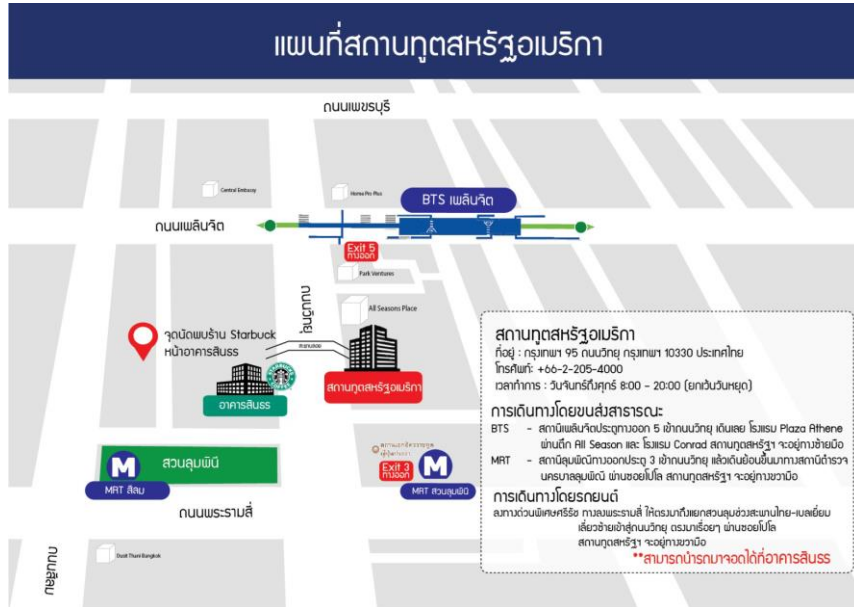 แผนที่สถานทูตสหรัฐอเมริกา
ถนนเพชรบุรี
Central Embassy
Home Pro Plus
BTS เพลินจิต
ถนนเพลินจิต
Exit 5
ทางออก
Park Ventures
ถนนวิทยุ
All Seasons Place
จุดนัดพบร้าน Starbuck
หน้าอาคารสินธร
สะพานลอย
อาคารสินธร
สถานทูตสหรัฐอเมริกา
สถานทูตสหรัฐอเมริกา
ที่อยู่ : กรุงเทพฯ 95 ถนนวิทยุ กรุงเทพฯ 10330 ประเทศไทย
โทรศัพท์: +66-2-205-4000
เวลาทำการ : วันจันทร์ถึงศุกร์ 8:00 - 20:00 (ยกเว้นวันหยุด)
การเดินทางโดยขนส่งสาธารณะ
BTS - สถานีเพลินจิตประตูทางออก 5 เข้าถนนวิทยุ เดินเลย โรงแรม Plaza Athene
ผ่านตึก All Season และ โรงแรม Conrad สถานทูตสหรัฐฯ จะอยู่ทางซ้ายมือ
MRT - สถานีลุมพินีทางออกประตู 3 เข้าถนนวิทยุ แล้วเดินย้อนขึ้นมาทางสถานีตำรวจ
นครบาลลุมพินี ผ่านซอยโปโล สถานทูตสหรัฐฯ จะอยู่ทางขวามือ
การเดินทางโดยรถยนต์
ลงทางด่วนพิเศษศรีรัช ทางลงพระรามสี่ ให้ตรงมาถึงแยกสวนลุมช่วงสะพานไทย-เบลเยี่ยม
เลี้ยวซ้ายเข้าสู่ถนนวิทยุ ตรงมาเรื่อยๆ ผ่านซอยโปโล
สถานทูตสหรัฐฯ จะอยู่ทางขวามือ
**สามารถนำรถมาจอดได้ที่อาคารสินธร
สวนลุมพินี
M
MRT สีลม
Exit 3
ทางออก
M
MRT สวนลุมพินี
ถนนพระรามสี่
ถนนสีลม
Dusit Thani Bangkok